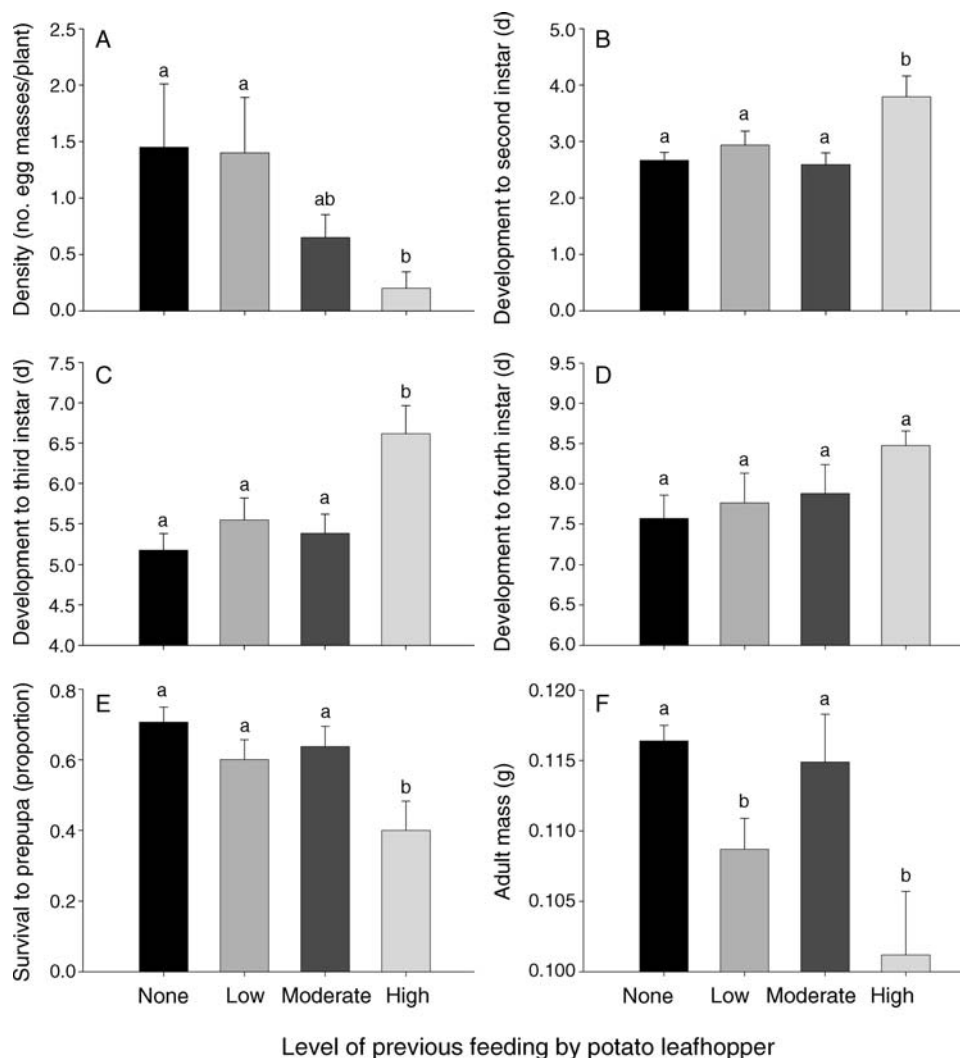 A
Density (no. egg masses/plant)
2.5
2.0
1.5
1.0
0.5
0.0
a
a
ab
b
B
Development to second instar (d)
5.0
4.0
3.0
2.0
1.0
0.0
a
a
a
b
C
Development to third instar (d)
7.5
7.0
6.5
6.0
5.5
5.0
4.5
4.0
a
a
a
b
D
Development to fourth instar (d)
9.5
9.0
8.5
8.0
7.5
7.0
6.5
6.0
a
a
a
a
E
Survival to prepupa (proportion)
0.8
0.6
0.4
0.2
0.0
a
a
a
b
None Low Moderate High
F
Adult mass (g)
0.120
0.115
0.110
0.105
0.100
a
b
a
b
None Low Moderate High
Level of previous feeding by potato leafhopper